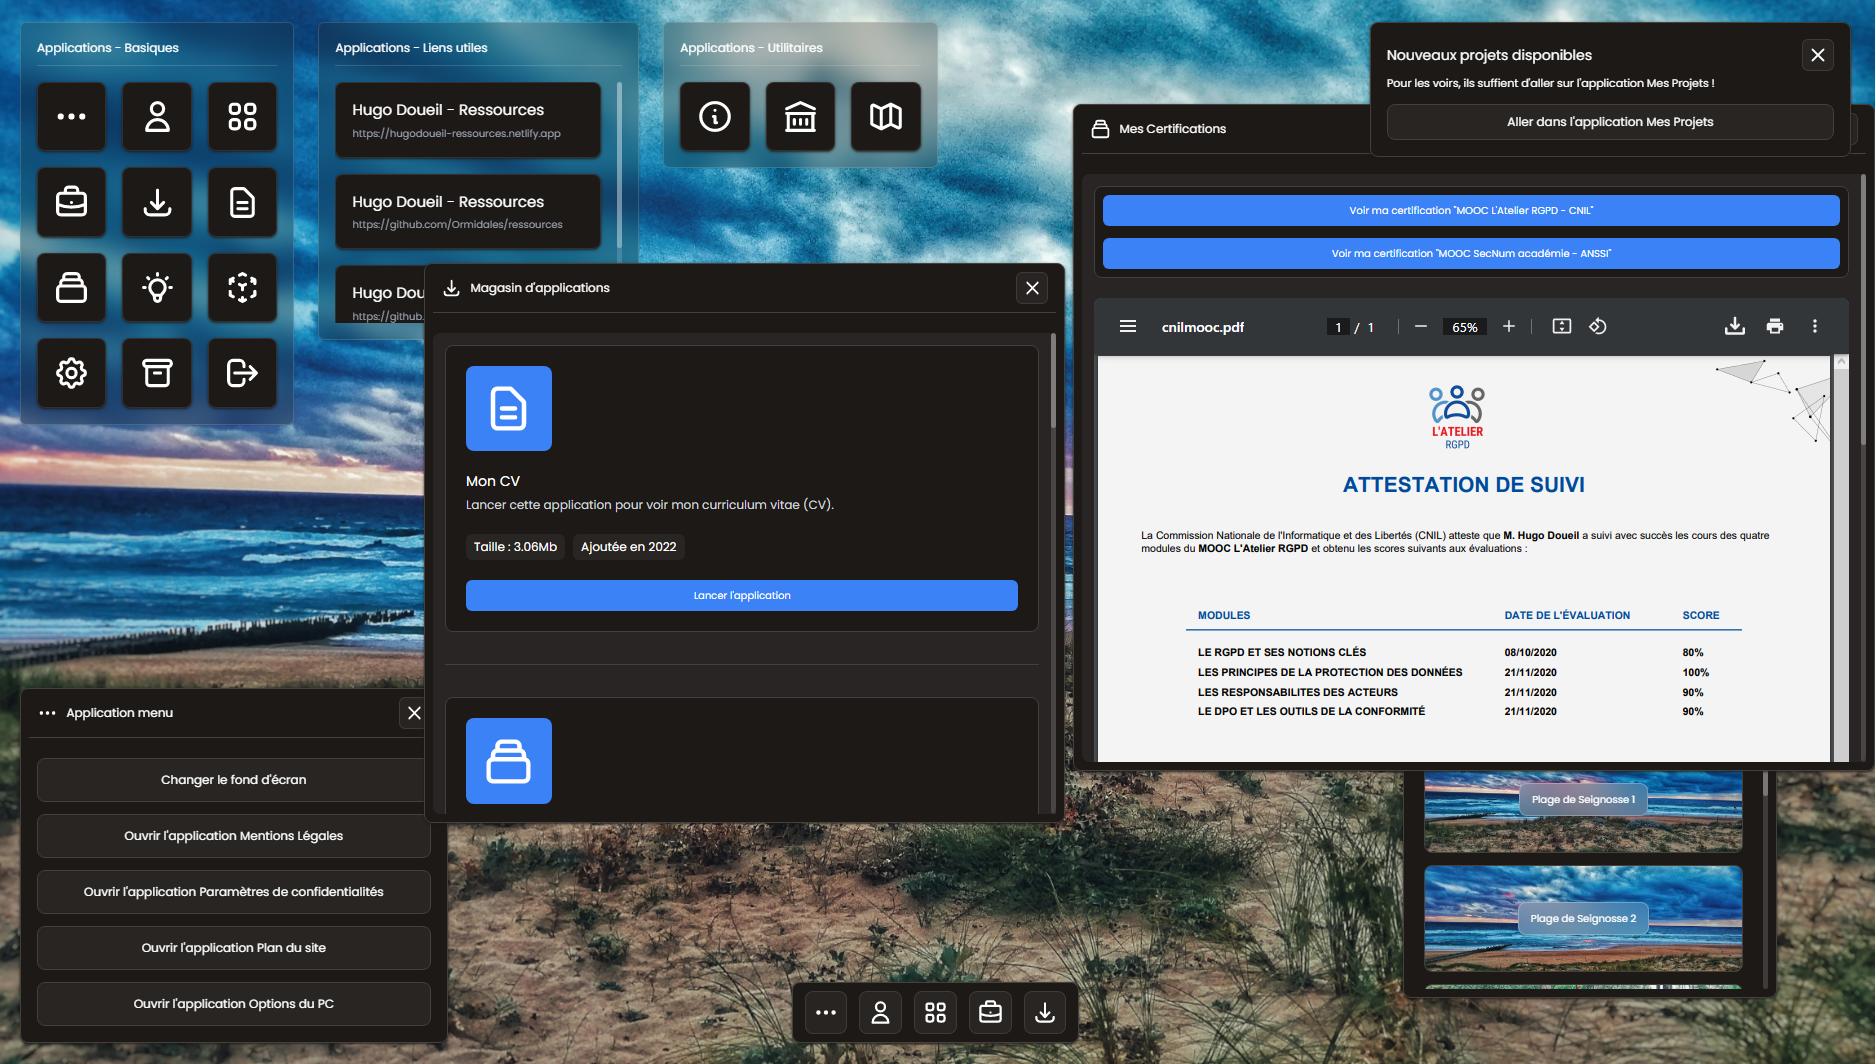 Applications - Basiques
Applications - Liens utiles
Hugo Doueil - Ressources
https://hugodoueil-ressources.netlify.app
Hugo Doueil - Ressources
https://github.com/Ormidales/ressources
Hugo Dou
https://github.
Applications - Utilitaires
Nouveaux projets disponibles
Pour les voirs, ils suffient d'aller sur l'application Mes Projets !
Aller dans l'application Mes Projets
Mes Certifications
Voir ma certification "MOOC L'Atelier RGPD - CNIL"
Voir ma certification "MOOC SecNum académie - ANSSI"
cnilmooc.pdf
1 / 1
65%
L'ATELIER
RGPD
ATTESTATION DE SUIVI
La Commission Nationale de l'Informatique et des Libertés (CNIL) atteste que M. Hugo Doueil a suivi avec succès les cours des quatre
modules du MOOC L'Atelier RGPD et obtenu les scores suivants aux évaluations :
MODULES DATE DE L'ÉVALUATION SCORE
LE RGPD ET SES NOTIONS CLÉS 08/10/2020 80%
LES PRINCIPES DE LA PROTECTION DES DONNÉES 21/11/2020 100%
LES RESPONSABILITES DES ACTEURS 21/11/2020 90%
LE DPO ET LES OUTILS DE LA CONFORMITÉ 21/11/2020 90%
Magasin d'applications
Mon CV
Lancer cette application pour voir mon curriculum vitae (CV).
Taille : 3.06Mb Ajoutée en 2022
Lancer l'application
Application menu
Changer le fond d'écran
Ouvrir l'application Mentions Légales
Ouvrir l'application Paramètres de confidentialités
Ouvrir l'application Plan du site
Ouvrir l'application Options du PC
Plage de Seignosse 1
Plage de Seignosse 2